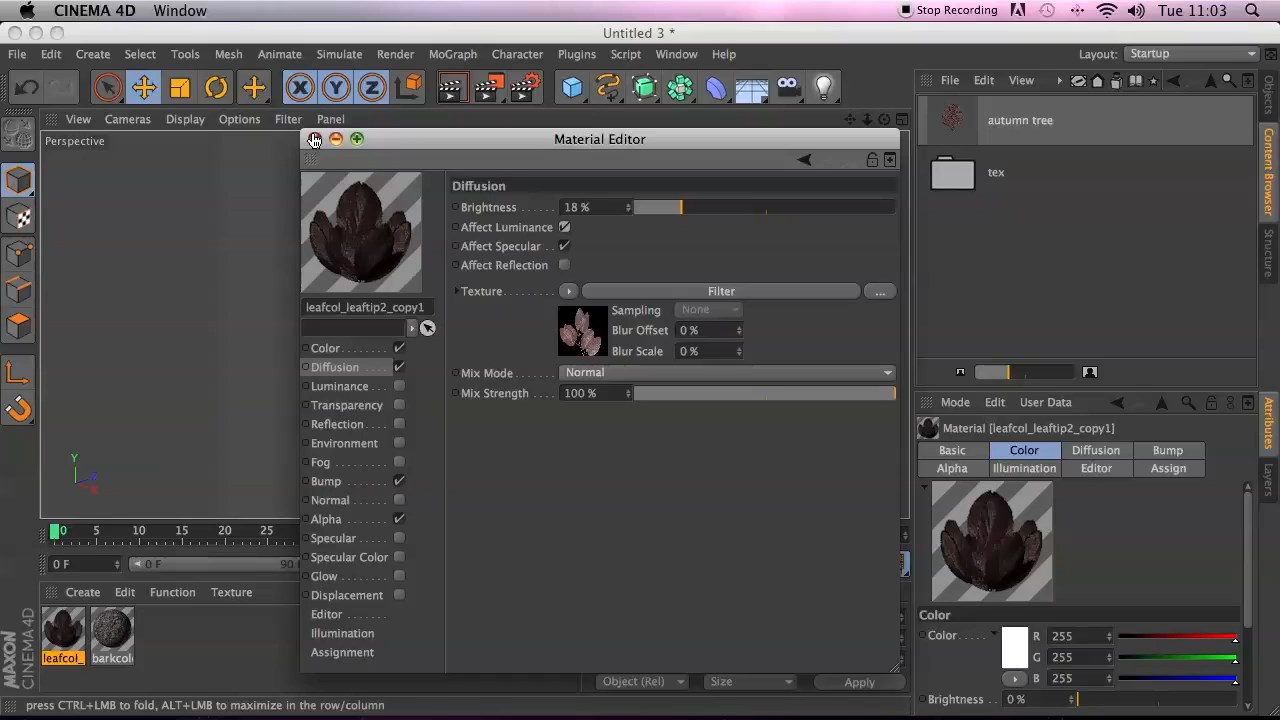 CINEMA 4D Window
Stop Recording Tue 11:03
Untitled 3 *
File Edit Create Select Tools Mesh Animate Simulate Render MoGraph Character Plugins Script Window Help
Layout: Startup
X Y Z
File Edit View
View Cameras Display Options Filter Panel
autumn tree
tex
Objects
Content Browser
Structure
Perspective
Material Editor
Diffusion
Brightness ...... 18 %
Affect Luminance
Affect Specular ..
Affect Reflection
Texture........... Filter ...
Sampling None
Blur Offset 0 %
Blur Scale 0 %
Mix Mode........ Normal
Mix Strength .... 100 %
leafcol_leaftip2_copy1
Color
Diffusion
Luminance
Transparency
Reflection
Environment
Fog
Bump
Normal
Alpha
Specular
Specular Color
Glow
Displacement
Editor
Illumination
Assignment
Y
0 5 10 15 20 25
0 F 0 F 90
Create Edit Function Texture
leafcol_ barkcol
MAXON
CINEMA 4D
Object (Rel) Size Apply
Mode Edit User Data
Material [leafcol_leaftip2_copy1]
Basic Color Diffusion Bump
Alpha Illumination Editor Assign
Attributes
Layers
Color
Color..... R 255
G 255
B 255
Brightness... 0 %
press CTRL+LMB to fold, ALT+LMB to maximize in the row/column